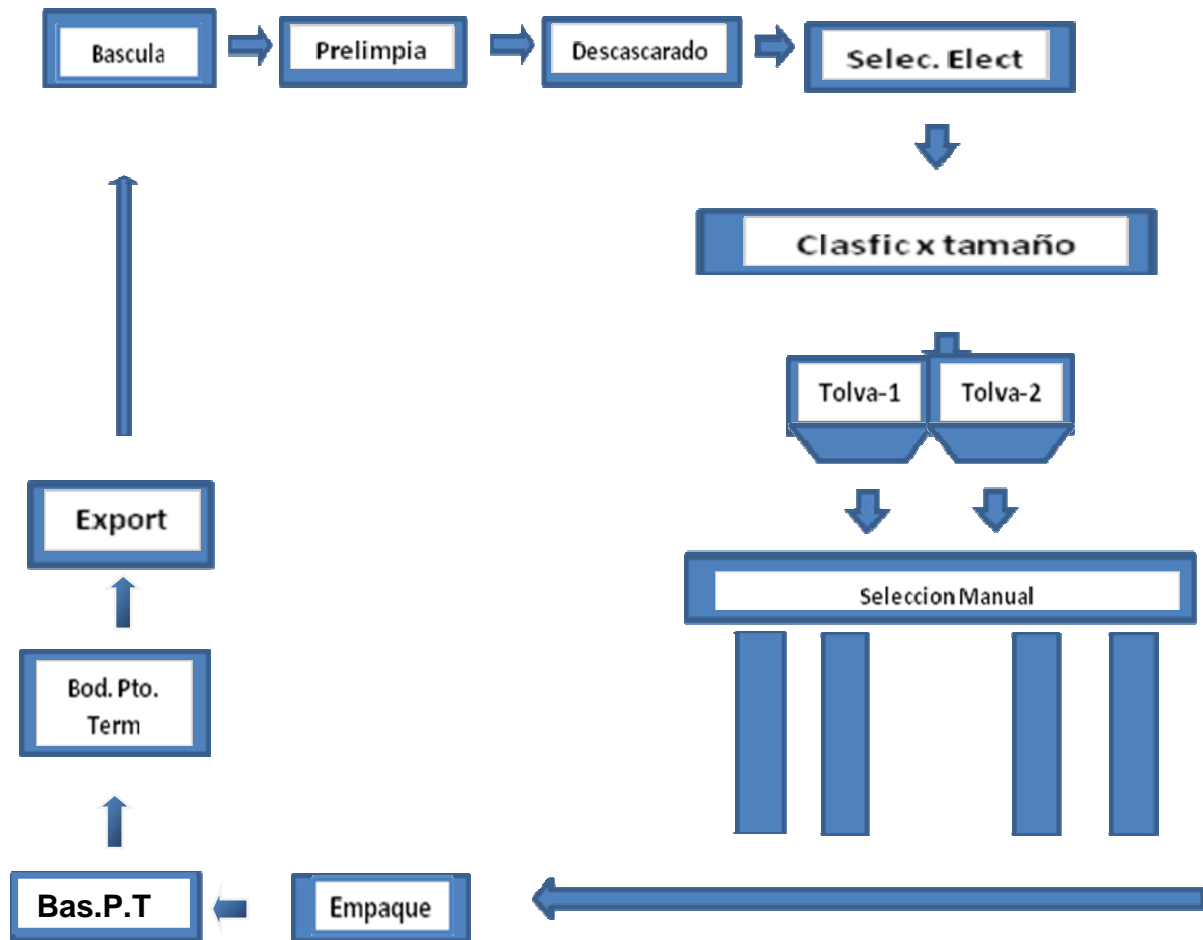 Bascula
Prelimpia
Descascarado
Selec. Elect
Clasfic x tamaño
Tolva-1
Tolva-2
Seleccion Manual
Export
Bod. Pto.
Term
Bas.P.T
Empaque